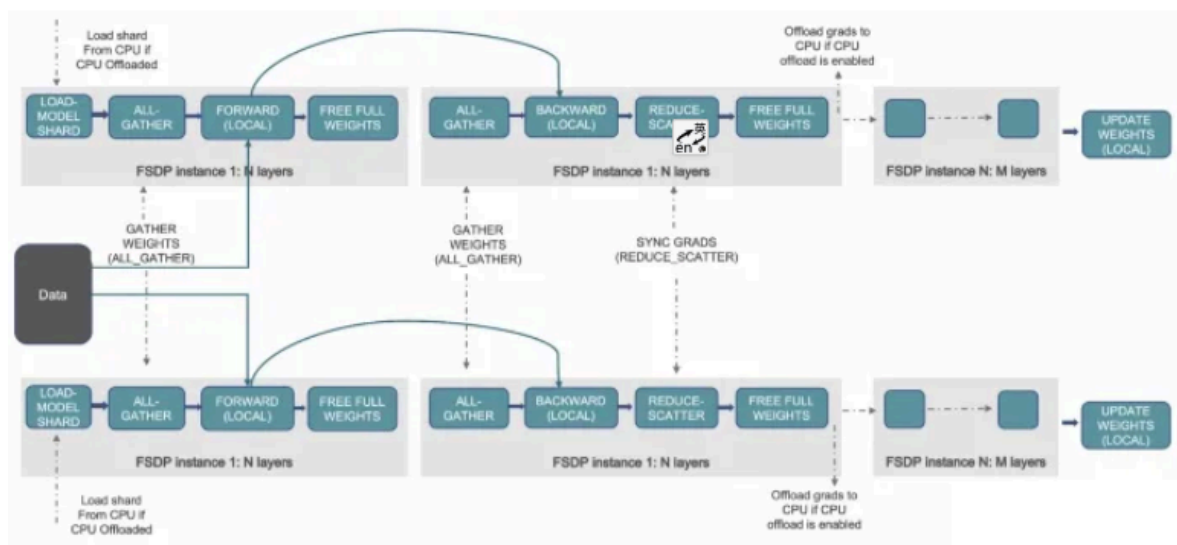 Load shard
From CPU if
CPU Offloaded
Offload grads to
CPU if CPU
offload is enabled
LOAD-
MODEL
SHARD
ALL-
GATHER
FORWARD
(LOCAL)
FREE FULL
WEIGHTS
FSDP instance 1: N layers
ALL-
GATHER
BACKWARD
(LOCAL)
REDUCE-
英
en
FREE FULL
WEIGHTS
FSDP instance 1: N layers
FSDP instance N: M layers
UPDATE
WEIGHTS
(LOCAL)
GATHER
WEIGHTS
(ALL_GATHER)
GATHER
WEIGHTS
(ALL_GATHER)
SYNC GRADS
(REDUCE_SCATTER)
Data
LOAD-
MODEL
SHARD
ALL-
GATHER
FORWARD
(LOCAL)
FREE FULL
WEIGHTS
FSDP instance 1: N layers
ALL-
GATHER
BACKWARD
(LOCAL)
REDUCE-
SCATTER
FREE FULL
WEIGHTS
FSDP instance 1: N layers
FSDP instance N: M layers
UPDATE
WEIGHTS
(LOCAL)
Load shard
From CPU if
CPU Offloaded
Offload grads to
CPU if CPU
offload is enabled